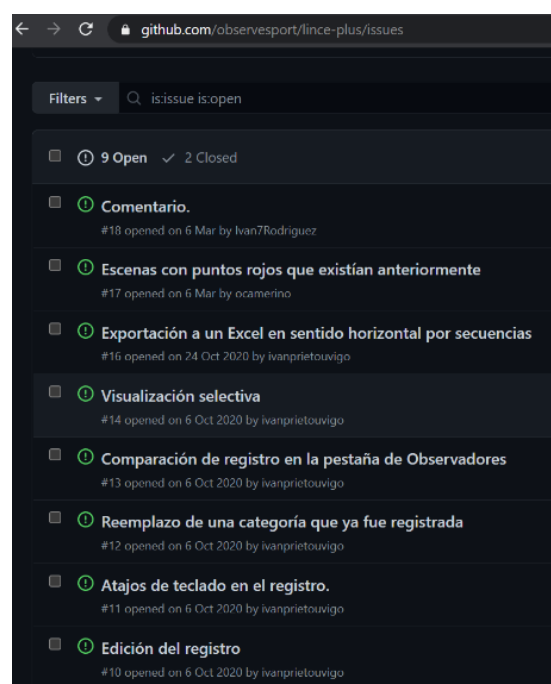 github.com/observesport/lince-plus/issues
Filters is:issue is:open
9 Open 2 Closed
Comentario.
#18 opened on 6 Mar by Ivan7Rodriguez
Escenas con puntos rojos que existían anteriormente
#17 opened on 6 Mar by ocamerino
Exportación a un Excel en sentido horizontal por secuencias
#16 opened on 24 Oct 2020 by ivanprietouvigo
Visualización selectiva
#14 opened on 6 Oct 2020 by ivanprietouvigo
Comparación de registro en la pestaña de Observadores
#13 opened on 6 Oct 2020 by ivanprietouvigo
Reemplazo de una categoría que ya fue registrada
#12 opened on 6 Oct 2020 by ivanprietouvigo
Atajos de teclado en el registro.
#11 opened on 6 Oct 2020 by ivanprietouvigo
Edición del registro
#10 opened on 6 Oct 2020 by ivanprietouvigo